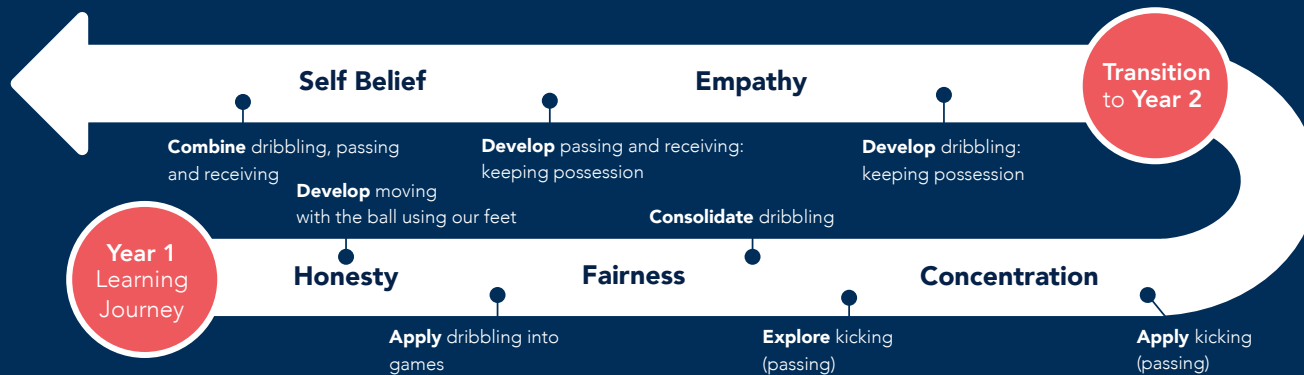 Self Belief
Empathy
Transition
to Year 2
Combine dribbling, passing
and receiving
Develop passing and receiving:
keeping possession
Develop dribbling:
keeping possession
Develop moving
with the ball using our feet
Consolidate dribbling
Year 1
Learning
Journey
Honesty
Fairness
Concentration
Apply dribbling into
games
Explore kicking
(passing)
Apply kicking
(passing)